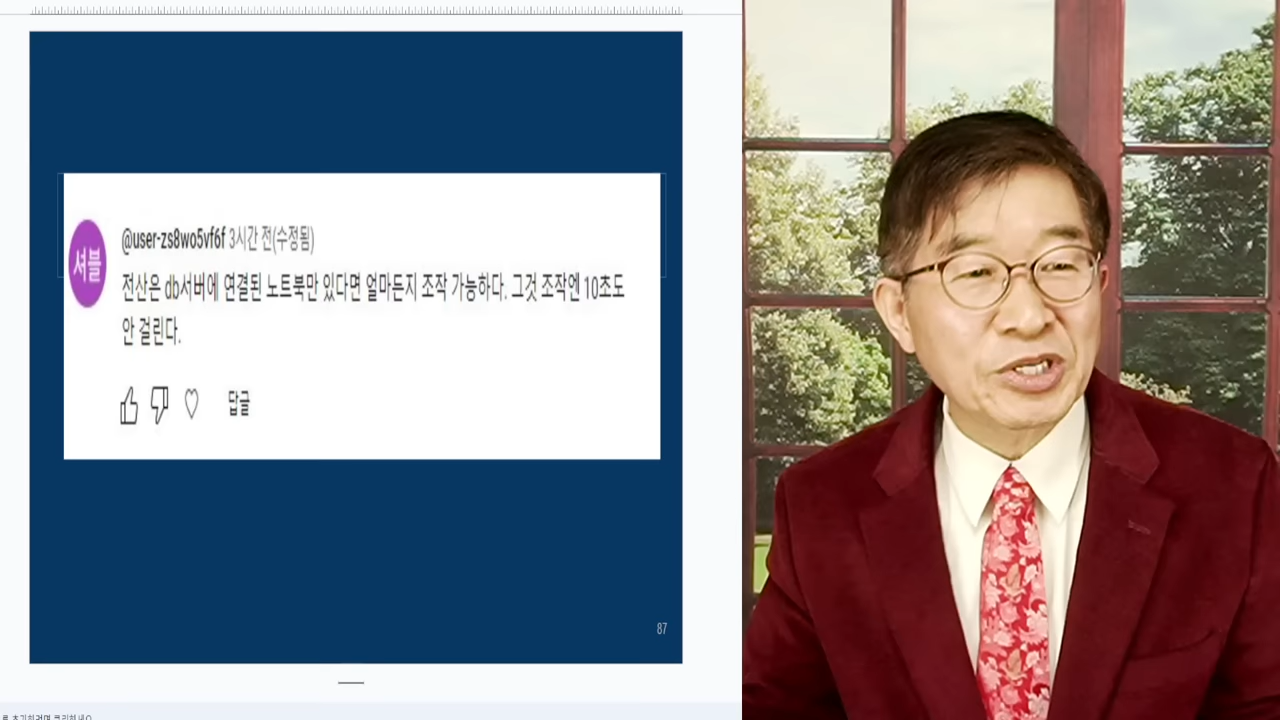 셔블
@user-zs8wo5vf6f 3시간 전(수정됨)
전산은 db서버에 연결된 노트북만 있다면 얼마든지 조작 가능하다. 그것 조작엔 10초도
안 걸린다.
답글
87